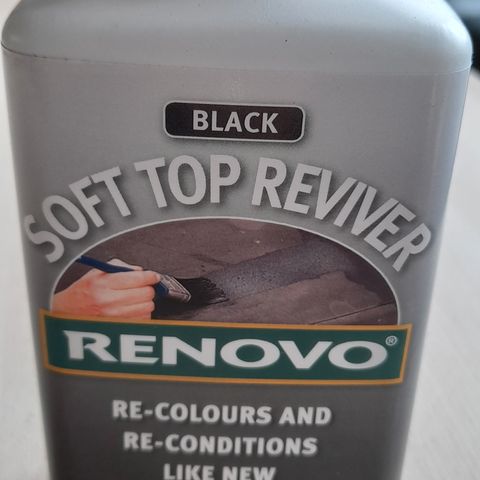 BLACK
SOFT TOP REVIVER
RENOVO®
RE-COLOURS AND
RE-CONDITIONS
LIKE NEW